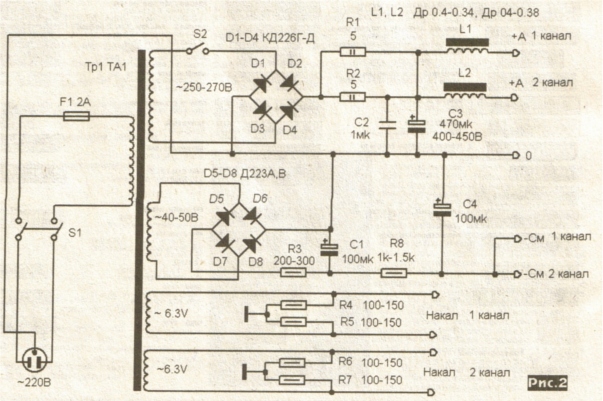 L1, L2 Др 0.4-0.34, Др 04-0.38
S2
D1-D4 КД226Г-Д
R1
5
L1
+A 1 канал
Тр1 ТА1
D1
D2
~250-270В
R2
5
L2
+A 2 канал
F1 2A
D3
D4
C2
1мк
C3
470мк
400-450В
0
D5-D8 Д223А,В
D5
D6
~40-50В
C4
100мк
S1
D7
D8
R3
200-300
C1
100мк
R8
1k-1.5k
-См 1 канал
-См 2 канал
~ 6.3V
R4 100-150
R5 100-150
Накал 1 канал
~6.3V
R6 100-150
R7 100-150
Накал 2 канал
~220В
Рис.2